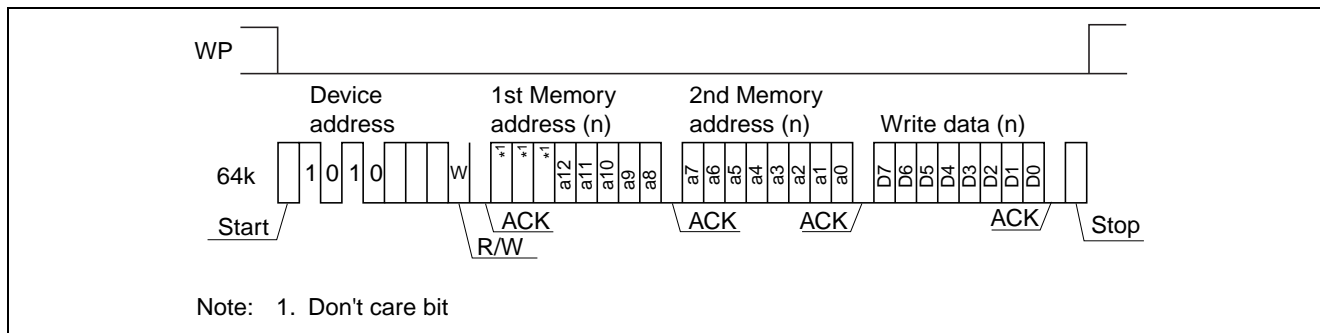 WP
Device address
1st Memory address (n)
2nd Memory address (n)
Write data (n)
64k
1 0 1 0
W
*1 *1 *1 a12 a11 a10 a9 a8
a7 a6 a5 a4 a3 a2 a1 a0
D7 D6 D5 D4 D3 D2 D1 D0
Start
R/W
ACK
ACK
ACK
ACK
Stop
Note: 1. Don't care bit